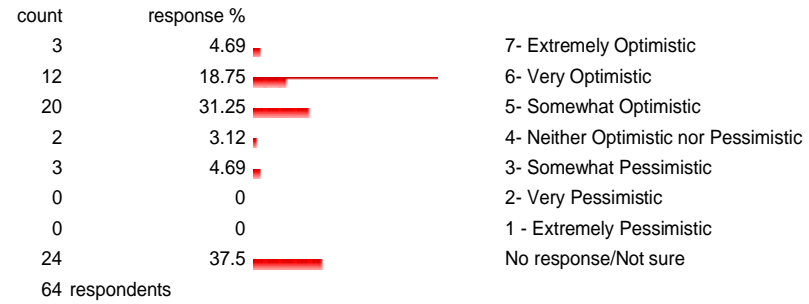 count response %
3 4.69 7- Extremely Optimistic
12 18.75 6- Very Optimistic
20 31.25 5- Somewhat Optimistic
2 3.12 4- Neither Optimistic nor Pessimistic
3 4.69 3- Somewhat Pessimistic
0 0 2- Very Pessimistic
0 0 1 - Extremely Pessimistic
24 37.5 No response/Not sure
64 respondents